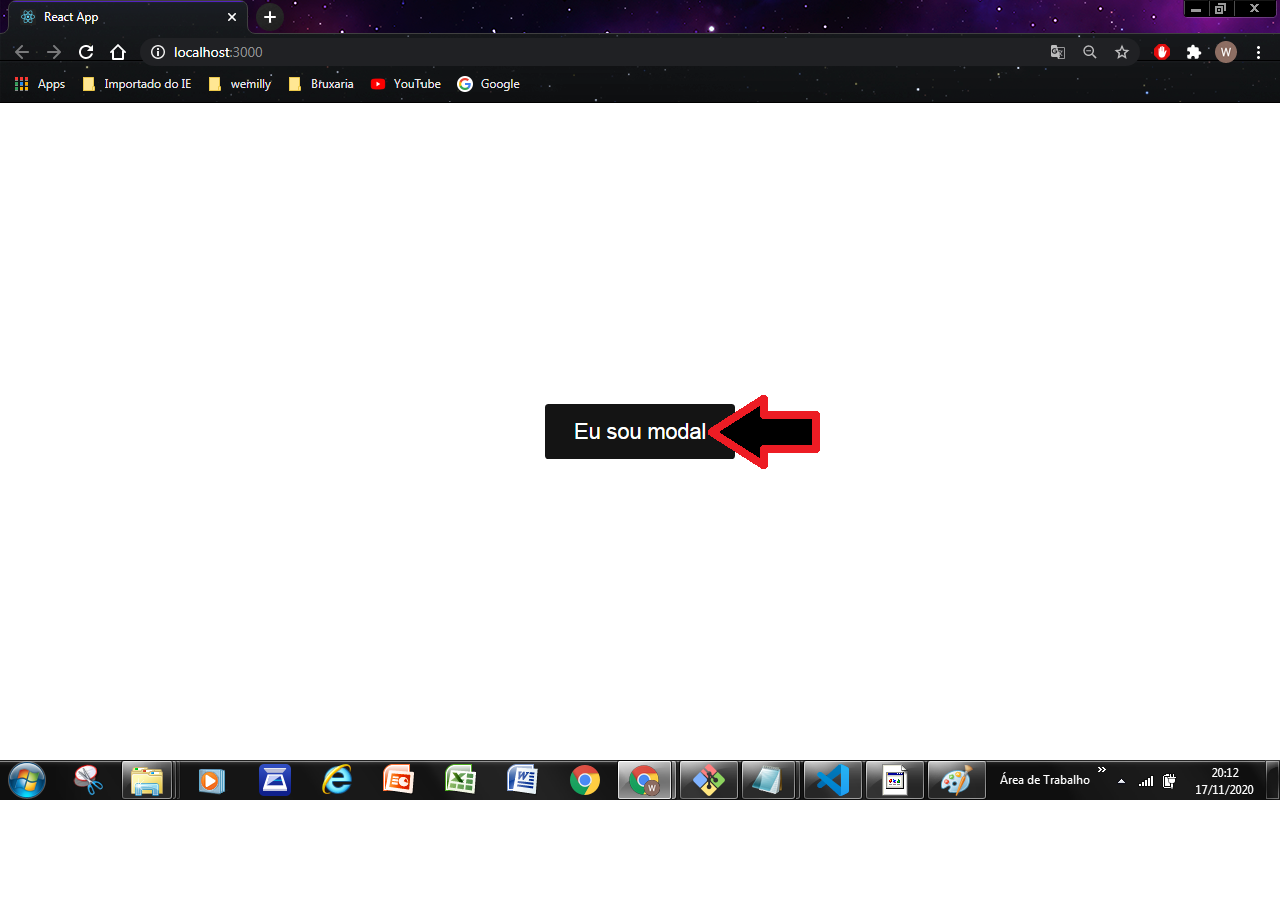 React App
localhost:3000
W
Apps
Importado do IE
wemilly
Bruxaria
YouTube
Google
Eu sou modal
W
Área de Trabalho
20:12
17/11/2020